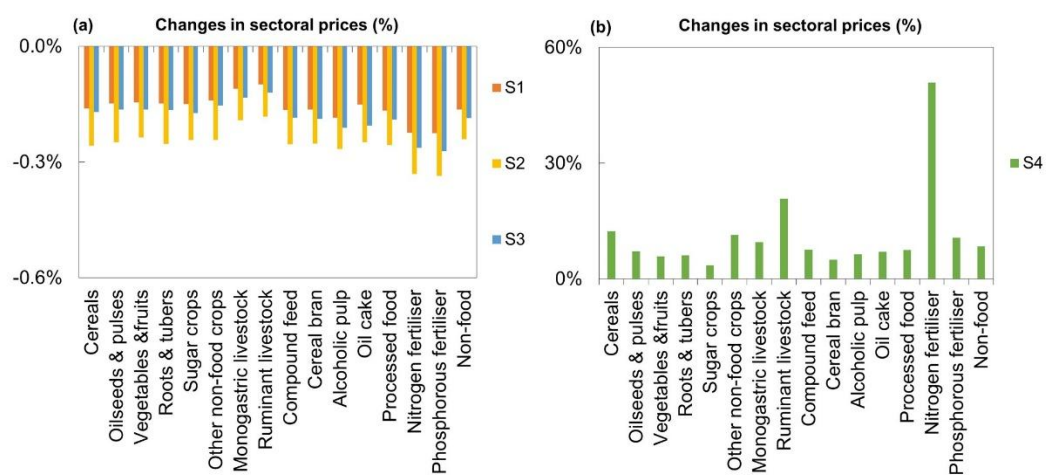 (a) Changes in sectoral prices (%)
0.0%
-0.3%
-0.6%
S1
S2
S3
Cereals
Oilseeds & pulses
Vegetables &fruits
Roots & tubers
Sugar crops
Other non-food crops
Monogastric livestock
Ruminant livestock
Compound feed
Cereal bran
Alcoholic pulp
Oil cake
Processed food
Nitrogen fertiliser
Phosphorous fertiliser
Non-food
(b) Changes in sectoral prices (%)
60%
30%
0%
S4
Cereals
Oilseeds & pulses
Vegetables &fruits
Roots & tubers
Sugar crops
Other non-food crops
Monogastric livestock
Ruminant livestock
Compound feed
Cereal bran
Alcoholic pulp
Oil cake
Processed food
Nitrogen fertiliser
Phosphorous fertiliser
Non-food